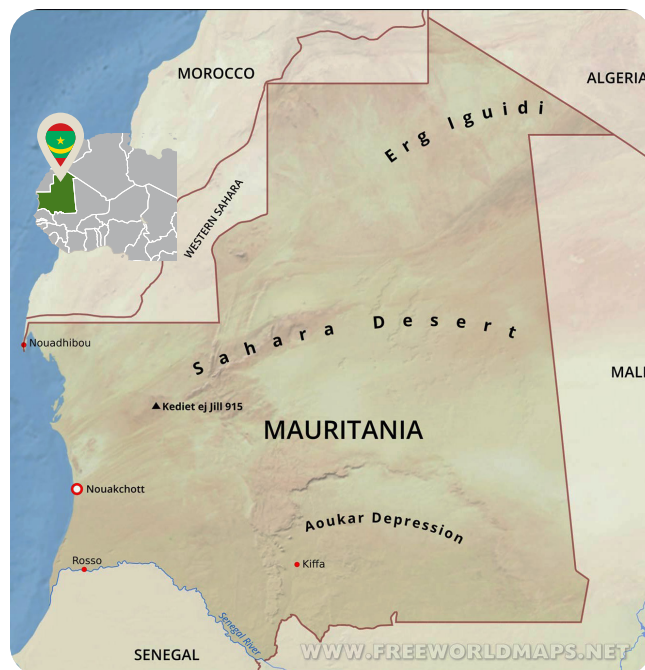 MOROCCO
ALGERIA
Erg Iguidi
WESTERN SAHARA
Nouadhibou
Sahara Desert
MALI
Kediet ej Jill 915
MAURITANIA
Nouakchott
Aoukar Depression
Rosso
Kiffa
Senegal River
SENEGAL
WWW.FREEWORLDMAPS.NET